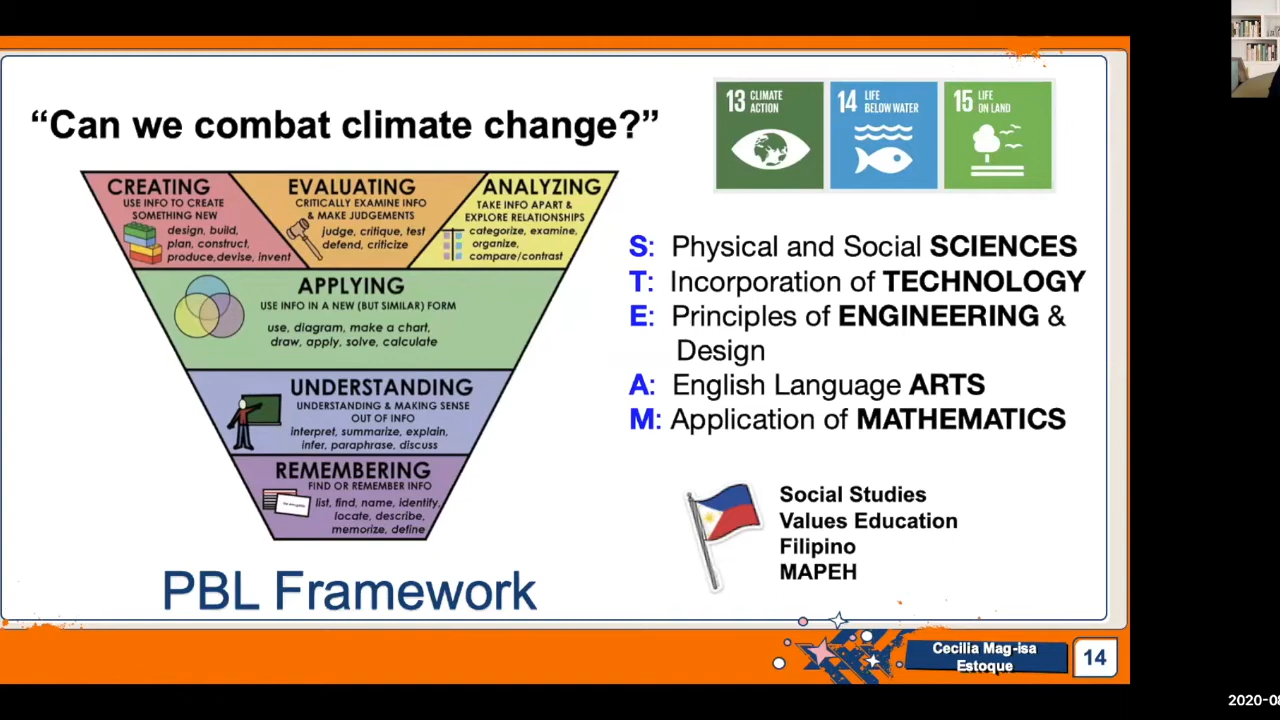 “Can we combat climate change?”
CREATING
USE INFO TO CREATE
SOMETHING NEW
design, build,
plan, construct,
produce,devise, invent
EVALUATING
CRITICALLY EXAMINE INFO
& MAKE JUDGEMENTS
judge, critique, test
defend, criticize
ANALYZING
TAKE INFO APART &
EXPLORE RELATIONSHIPS
categorize, examine,
organize,
compare/contrast
APPLYING
USE INFO IN A NEW (BUT SIMILAR) FORM
use, diagram, make a chart,
draw, apply, solve, calculate
UNDERSTANDING
UNDERSTANDING & MAKING SENSE
OUT OF INFO
interpret, summarize, explain,
infer, paraphrase, discuss
REMEMBERING
FIND OR REMEMBER INFO
list, find, name, identify,
locate, describe,
memorize, define
PBL Framework
13 CLIMATE
ACTION
14 LIFE
BELOW WATER
15 LIFE
ON LAND
S: Physical and Social SCIENCES
T: Incorporation of TECHNOLOGY
E: Principles of ENGINEERING &
Design
A: English Language ARTS
M: Application of MATHEMATICS
Social Studies
Values Education
Filipino
MAPEH
Cecilia Mag-isa
Estoque
14